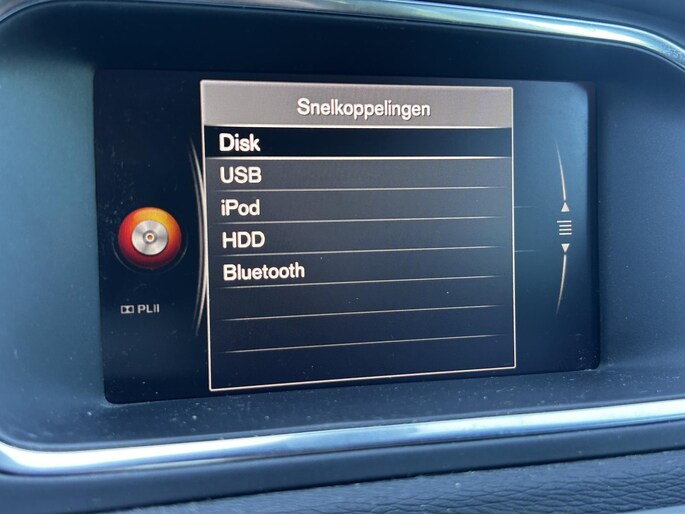 Snelkoppelingen
Disk
USB
iPod
HDD
Bluetooth
PLII